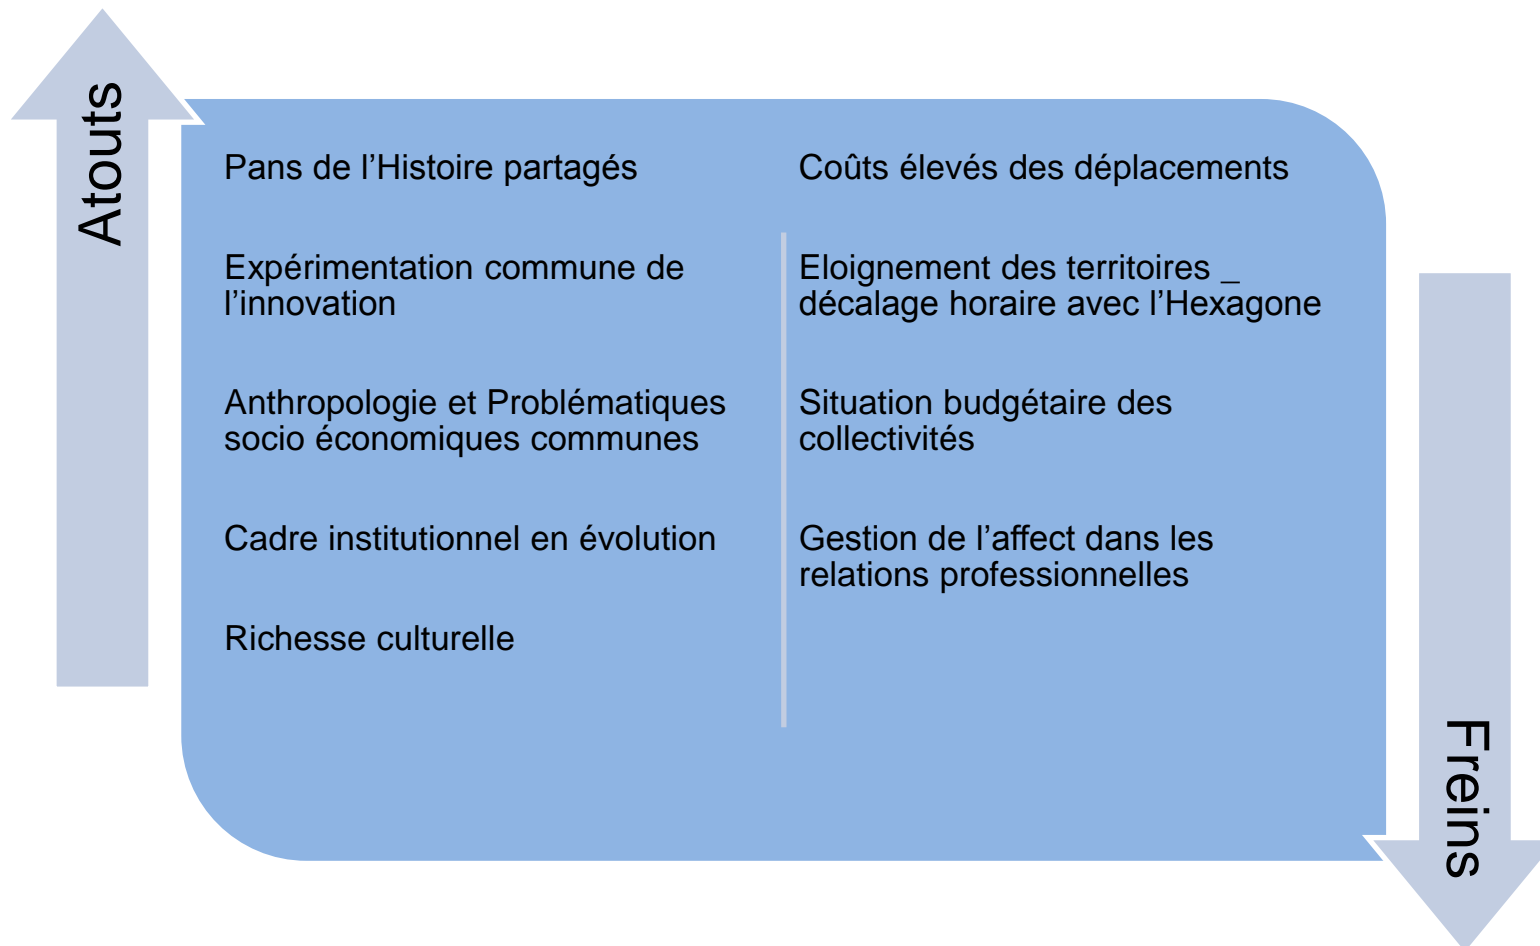 Atouts
Pans de l’Histoire partagés
Expérimentation commune de
l’innovation
Anthropologie et Problématiques
socio économiques communes
Cadre institutionnel en évolution
Richesse culturelle
Coûts élevés des déplacements
Eloignement des territoires _
décalage horaire avec l’Hexagone
Situation budgétaire des
collectivités
Gestion de l’affect dans les
relations professionnelles
Freins